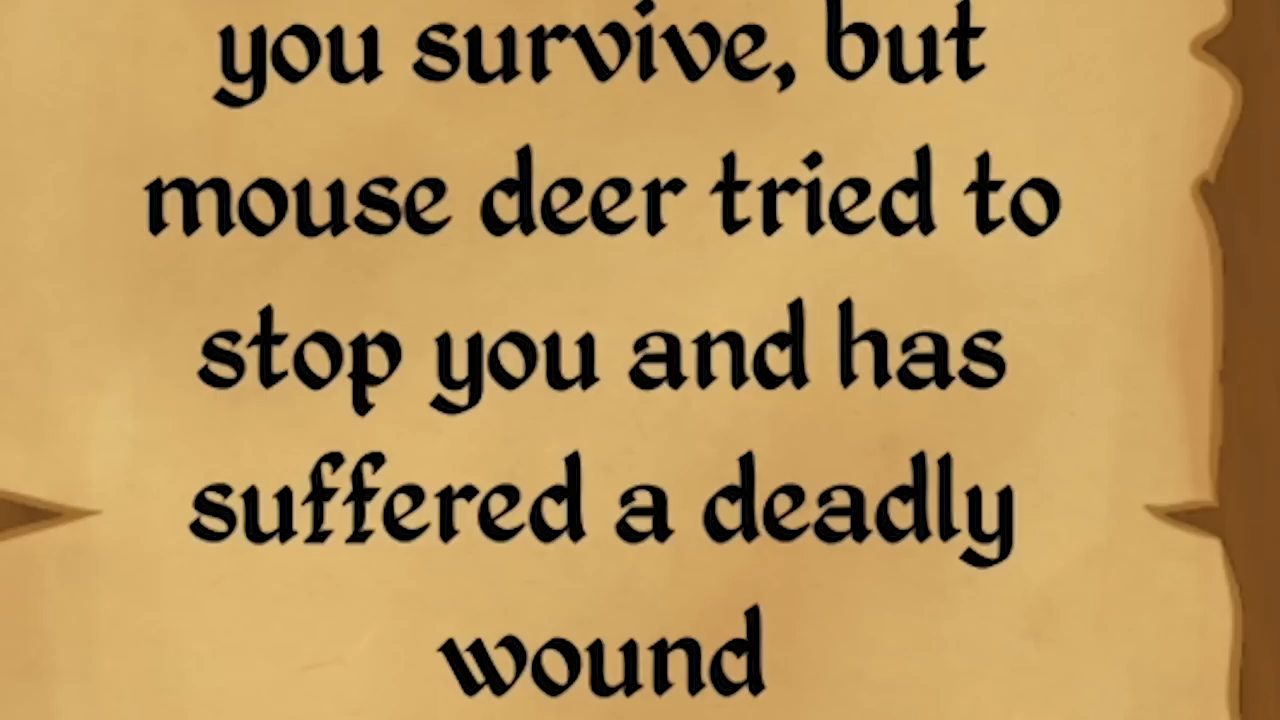 you survive, but
mouse deer tried to
stop you and has
suffered a deadly
wound